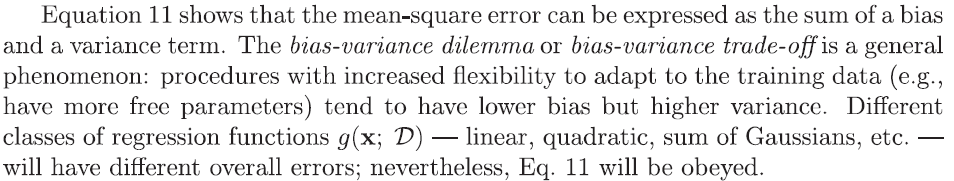 Equation 11 shows that the mean-square error can be expressed as the sum of a bias
and a variance term. The bias-variance dilemma or bias-variance trade-off is a general
phenomenon: procedures with increased flexibility to adapt to the training data (e.g.,
have more free parameters) tend to have lower bias but higher variance. Different
classes of regression functions g(x; D) — linear, quadratic, sum of Gaussians, etc. —
will have different overall errors; nevertheless, Eq. 11 will be obeyed.